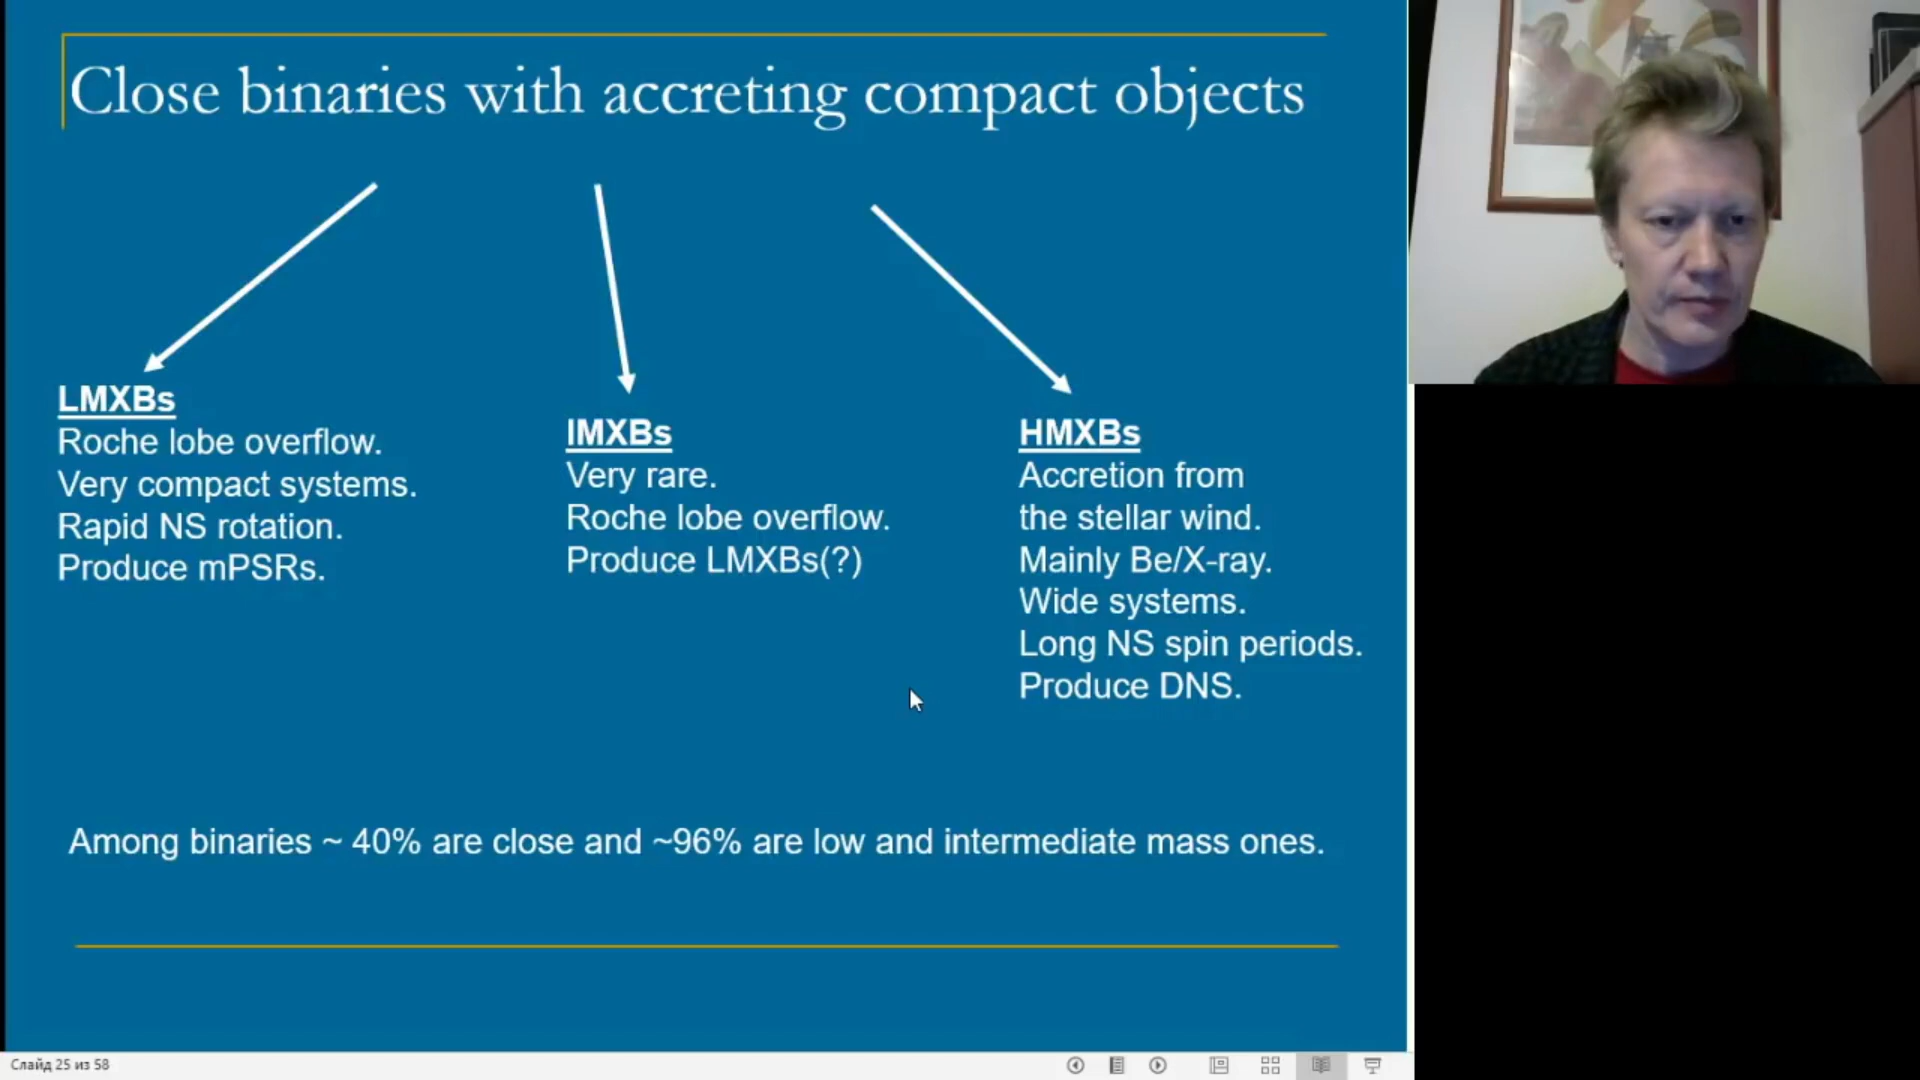 Close binaries with accreting compact objects
LMXBs
Roche lobe overflow.
Very compact systems.
Rapid NS rotation.
Produce mPSRs.
IMXBs
Very rare.
Roche lobe overflow.
Produce LMXBs(?)
HMXBs
Accretion from
the stellar wind.
Mainly Be/X-ray.
Wide systems.
Long NS spin periods.
Produce DNS.
Among binaries ~ 40% are close and ~96% are low and intermediate mass ones.
Слайд 25 из 58